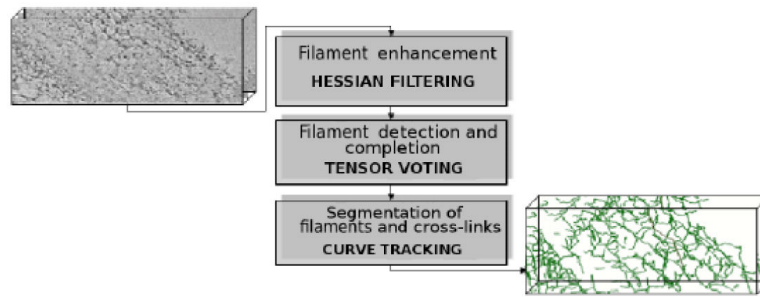 Filament enhancement
HESSIAN FILTERING
Filament detection and
completion
TENSOR VOTING
Segmentation of
filaments and cross-links
CURVE TRACKING